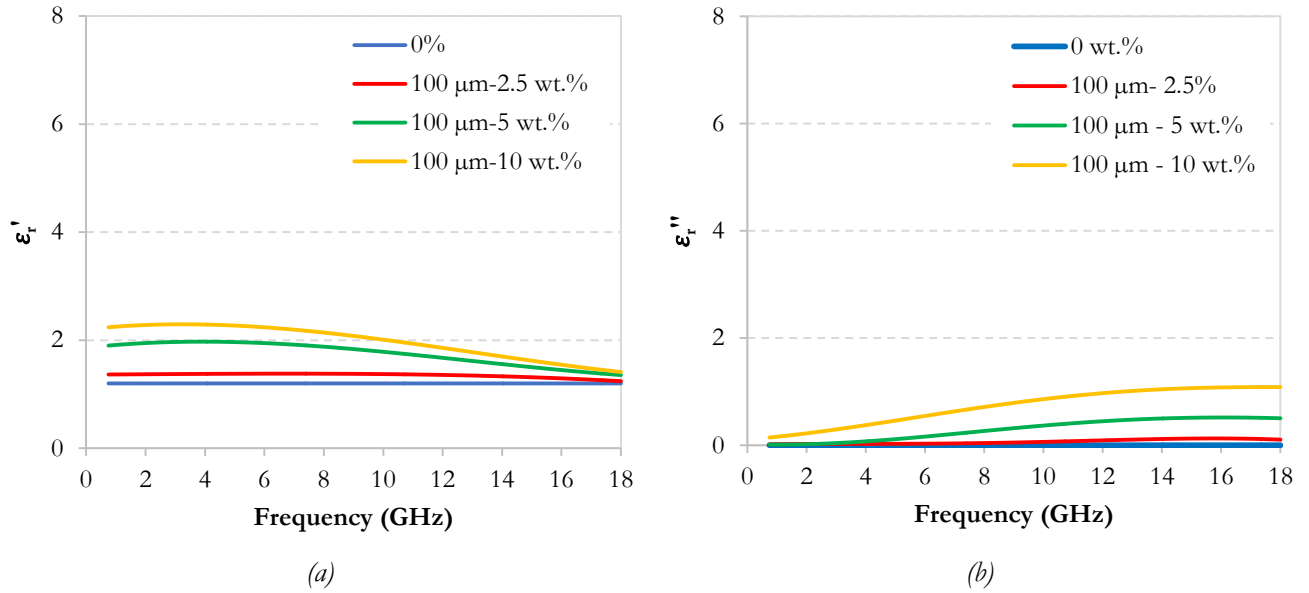 8
6
4
2
0
εr'
0%
100 µm-2.5 wt.%
100 µm-5 wt.%
100 µm-10 wt.%
0 2 4 6 8 10 12 14 16 18
Frequency (GHz)
(a)
8
6
4
2
0
εr''
0 wt.%
100 µm- 2.5%
100 µm - 5 wt.%
100 µm - 10 wt.%
0 2 4 6 8 10 12 14 16 18
Frequency (GHz)
(b)